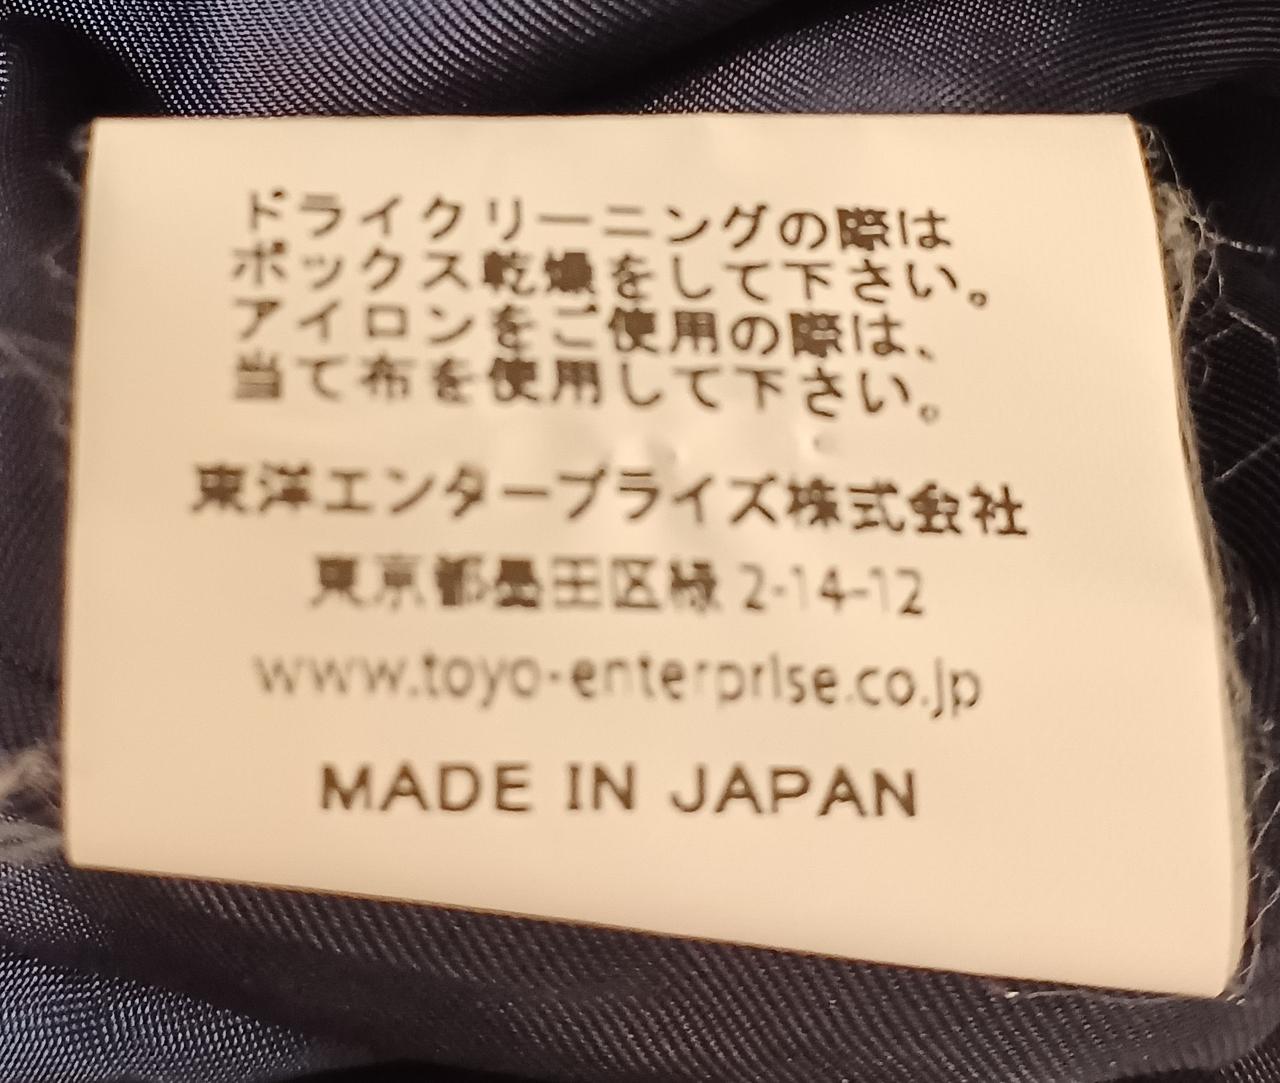 ドライクリーニングの際は
ボックス乾燥をして下さい。
アイロンをご使用の際は、
当て布を使用して下さい。
東洋エンタープライズ株式会社
東京都墨田区緑 2-14-12
www.toyo-enterprise.co.jp
MADE IN JAPAN